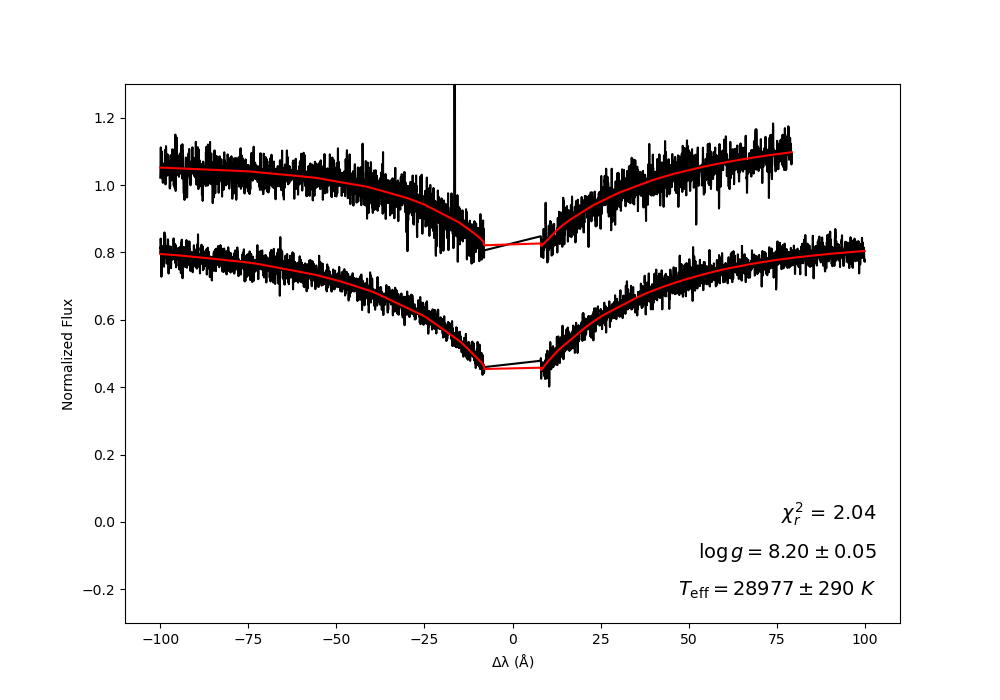 1.2
1.0
0.8
0.6
0.4
0.2
0.0
−0.2
Normalized Flux
χ²ᵣ = 2.04
log g = 8.20 ± 0.05
T_eff = 28977 ± 290 K
−100 −75 −50 −25 0 25 50 75 100
Δλ (Å)